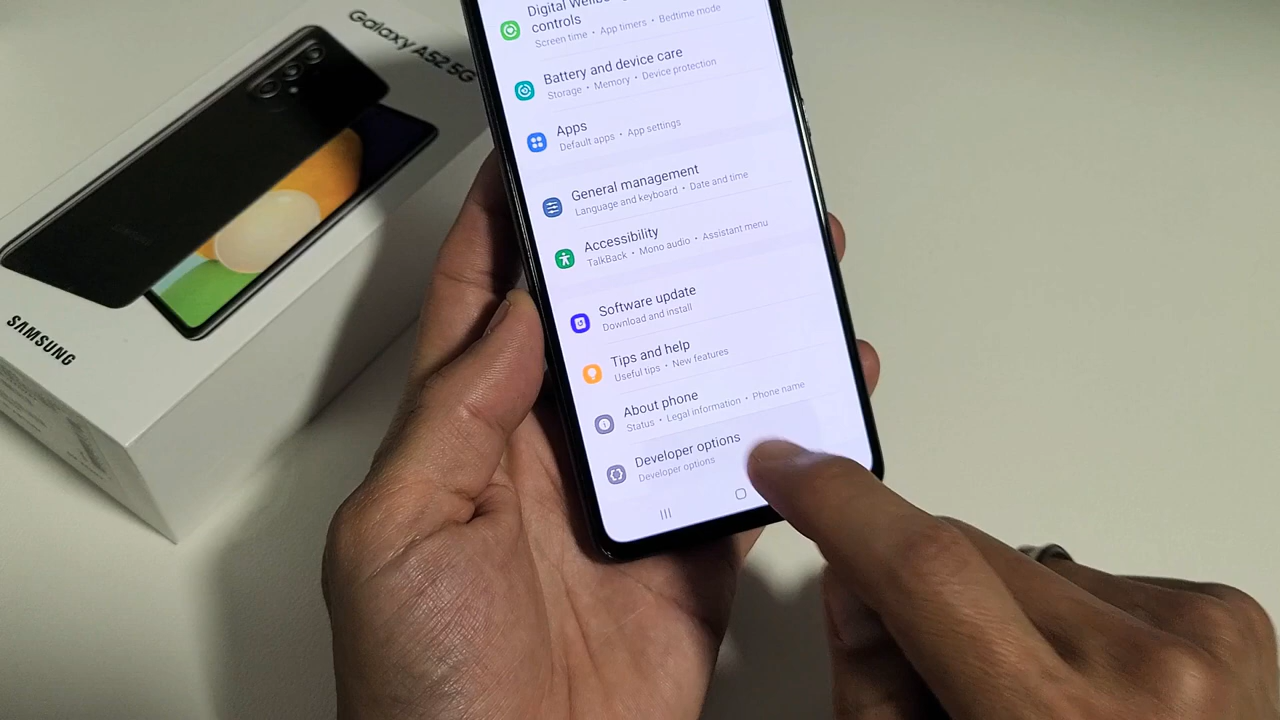 Galaxy A52 5G
SAMSUNG
Digital
controls
Screen time • App timers • Bedtime mode
Battery and device care
Storage • Memory • Device protection
Apps
Default apps • App settings
General management
Language and keyboard • Date and time
Accessibility
TalkBack • Mono audio • Assistant menu
Software update
Download and install
Tips and help
Useful tips • New features
About phone
Status • Legal information • Phone name
Developer options
Developer options